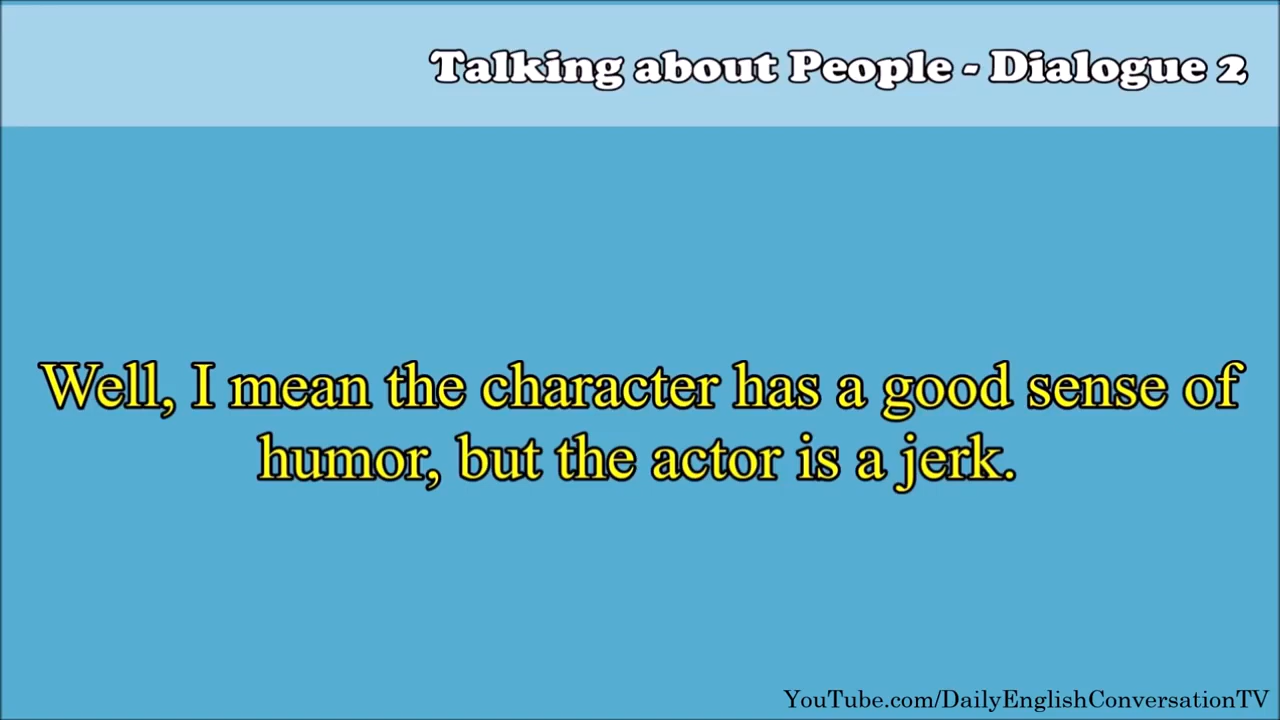 Talking about People - Dialogue 2
Well, I mean the character has a good sense of
humor, but the actor is a jerk.
YouTube.com/DailyEnglishConversationTV